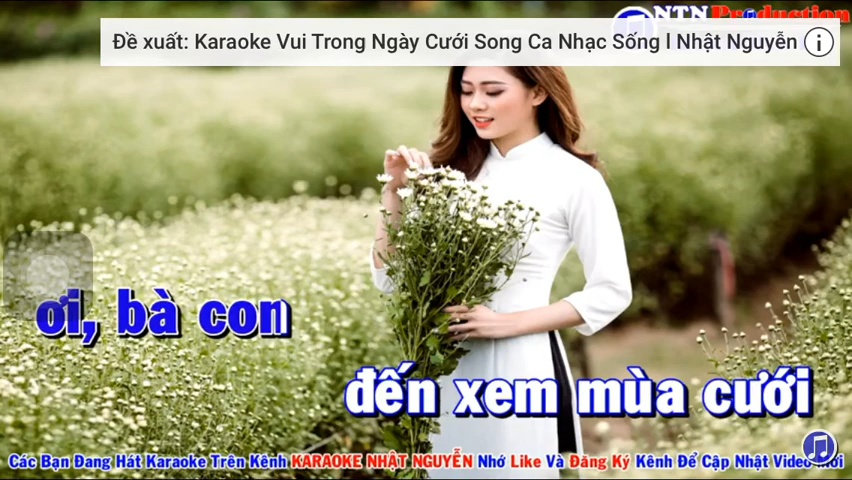 NTN Production
Đề xuất: Karaoke Vui Trong Ngày Cưới Song Ca Nhạc Sống l Nhật Nguyễn
ơi, bà con
đến xem mùa cưới
Các Bạn Đang Hát Karaoke Trên Kênh KARAOKE NHẬT NGUYỄN Nhớ Like Và Đăng Ký Kênh Để Cập Nhật Video Mới